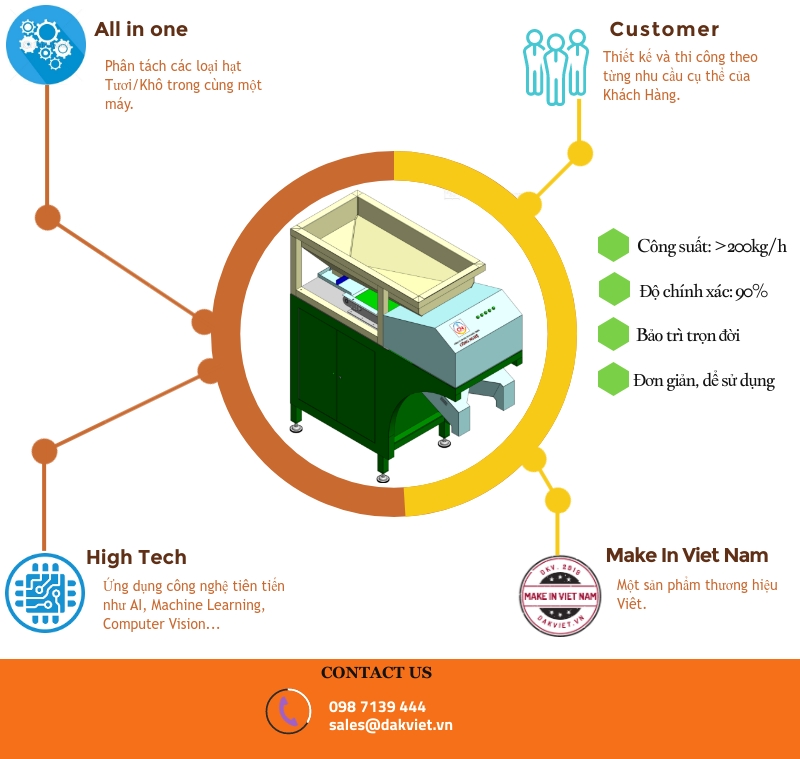 All in one
Phân tách các loại hạt
Tươi/Khô trong cùng một
máy.
Customer
Thiết kế và thi công theo
từng nhu cầu cụ thể của
Khách Hàng.
Công suất: >200kg/h
Độ chính xác: 90%
Bảo trì trọn đời
Đơn giản, dể sử dụng
High Tech
Ứng dụng công nghệ tiên tiến
như AI, Machine Learning,
Computer Vision...
Make In Viet Nam
Một sản phẩm thương hiệu
Viêt.
DKV. 2019
MAKE IN VIET NAM
DAKVIET.VN
CONTACT US
098 7139 444
sales@dakviet.vn